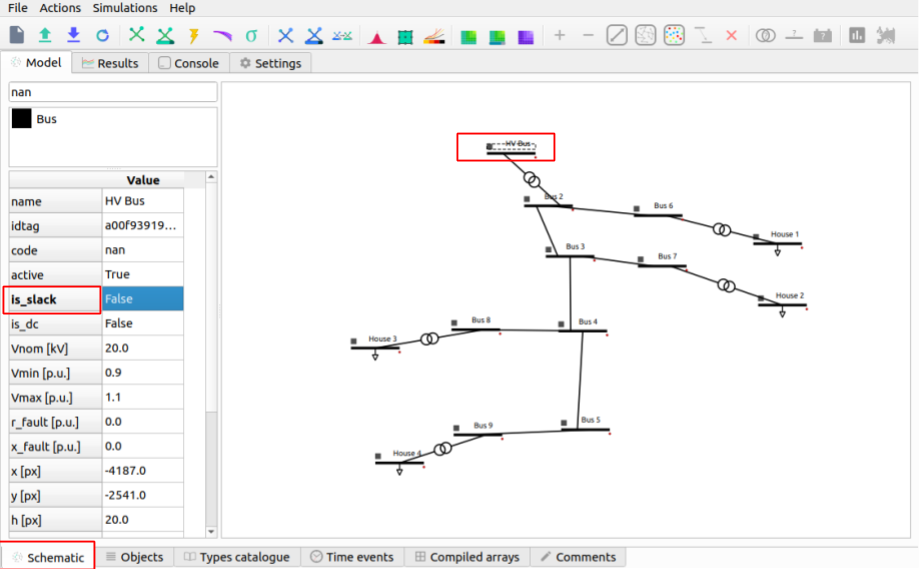 File Actions Simulations Help
Model Results Console Settings
nan
Bus
Value
name HV Bus
idtag a00f93919...
code nan
active True
is_slack False
is_dc False
Vnom [kV] 20.0
Vmin [p.u.] 0.9
Vmax [p.u.] 1.1
r_fault [p.u.] 0.0
x_fault [p.u.] 0.0
x [px] -4187.0
y [px] -2541.0
h [px] 20.0
HV Bus
Bus 2
Bus 6
House 1
Bus 3
Bus 7
House 2
Bus 8
Bus 4
House 3
Bus 5
Bus 9
House 4
Schematic Objects Types catalogue Time events Compiled arrays Comments